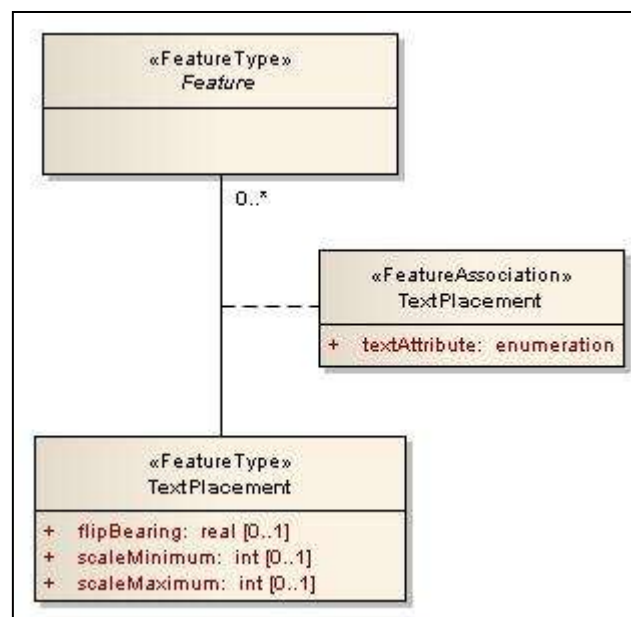 «FeatureType»
Feature
0..*
«FeatureAssociation»
TextPlacement
+ textAttribute: enumeration
«FeatureType»
TextPlacement
+ flipBearing: real [0..1]
+ scaleMinimum: int [0..1]
+ scaleMaximum: int [0..1]